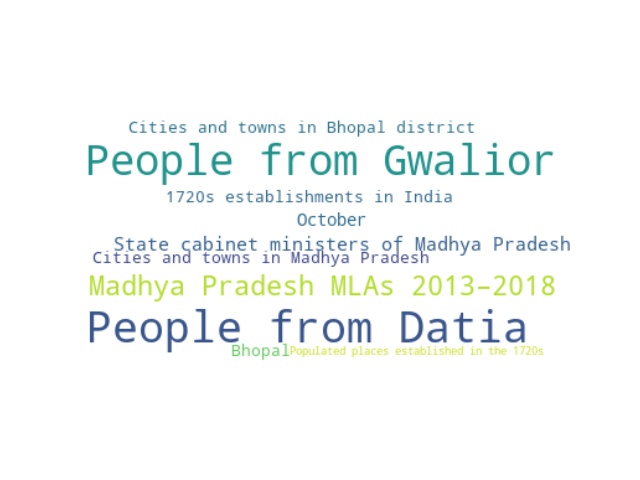 Cities and towns in Bhopal district
People from Gwalior
1720s establishments in India
October
State cabinet ministers of Madhya Pradesh
Cities and towns in Madhya Pradesh
Madhya Pradesh MLAs 2013–2018
People from Datia
Bhopal
Populated places established in the 1720s